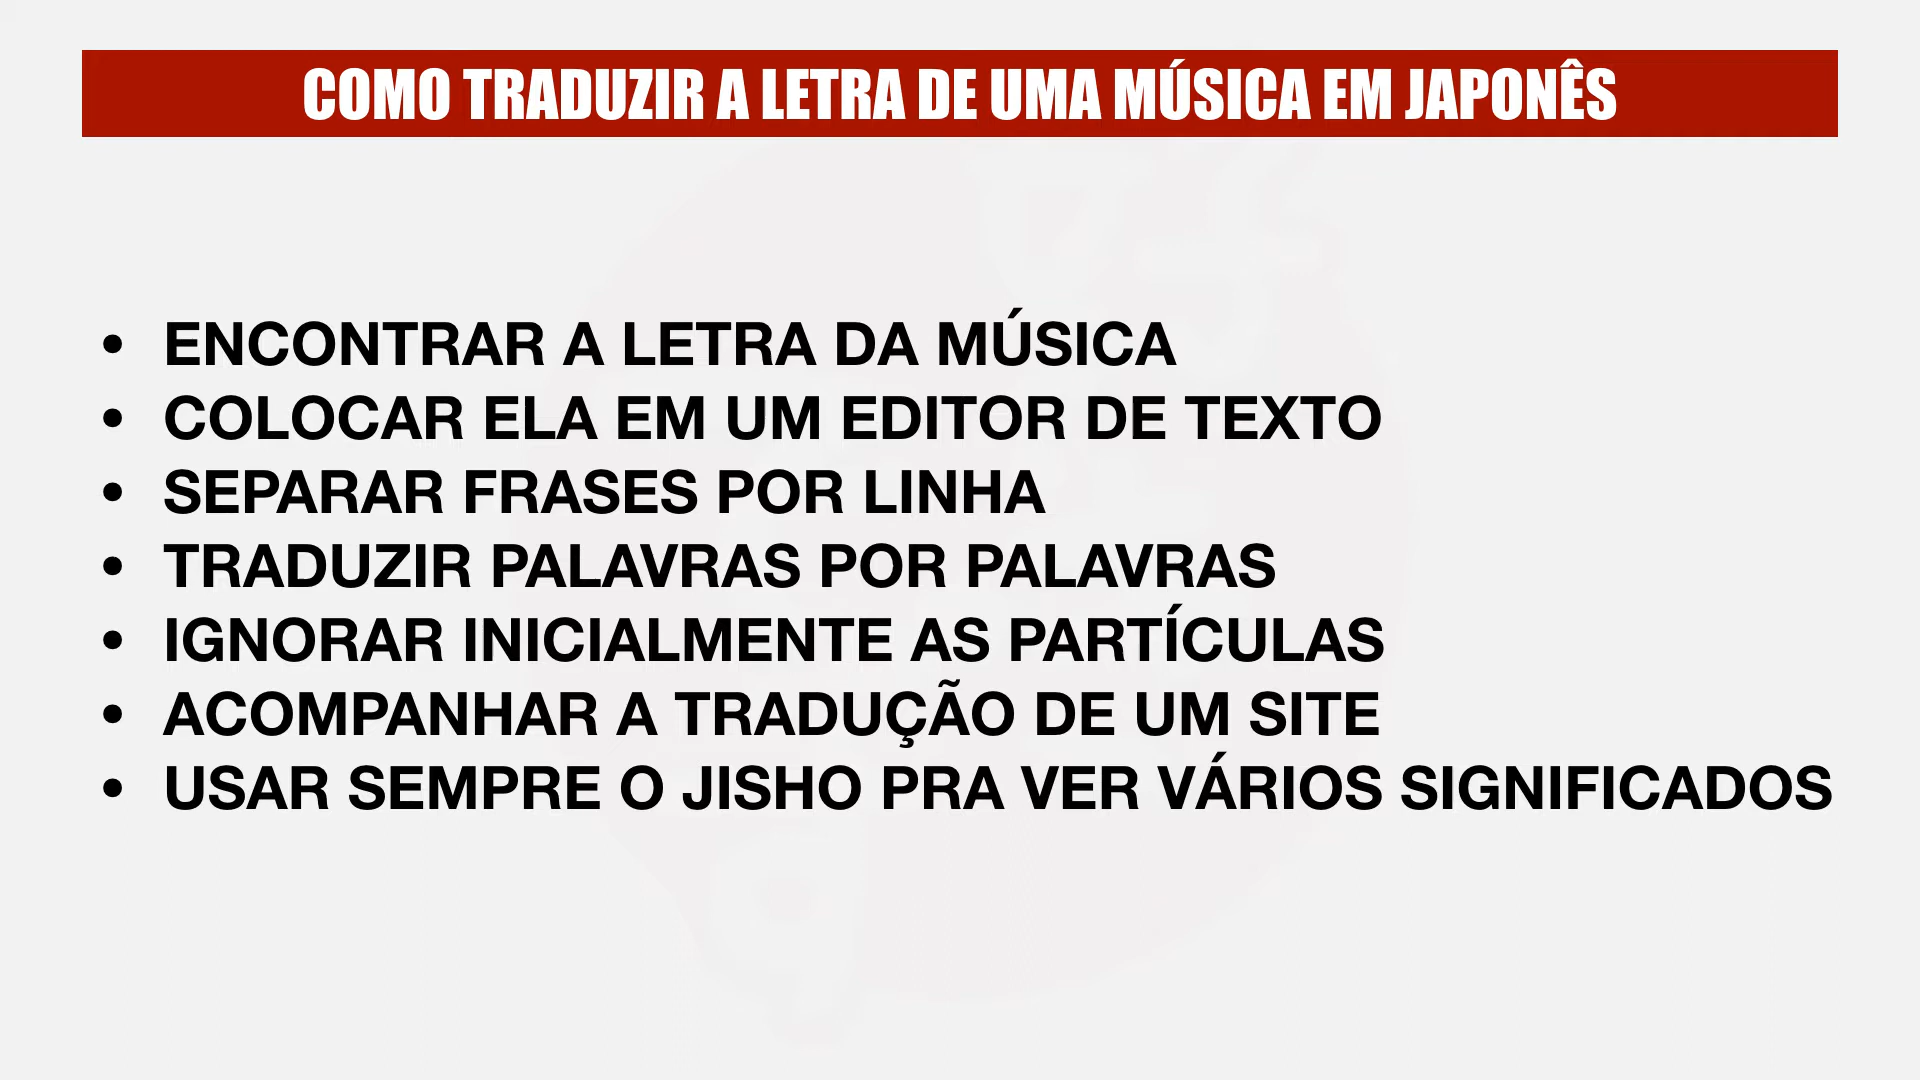 COMO TRADUZIR A LETRA DE UMA MÚSICA EM JAPONÊS
• ENCONTRAR A LETRA DA MÚSICA
• COLOCAR ELA EM UM EDITOR DE TEXTO
• SEPARAR FRASES POR LINHA
• TRADUZIR PALAVRAS POR PALAVRAS
• IGNORAR INICIALMENTE AS PARTÍCULAS
• ACOMPANHAR A TRADUÇÃO DE UM SITE
• USAR SEMPRE O JISHO PRA VER VÁRIOS SIGNIFICADOS